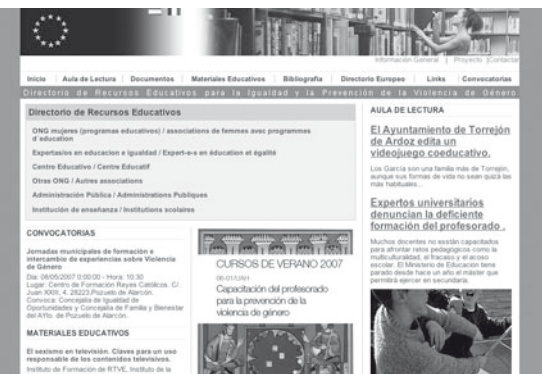 Información General | Proyecto |Contactar
Inicio | Aula de Lectura | Documentos | Materiales Educativos | Bibliografía | Directorio Europeo | Links | Convocatorias
Directorio de Recursos Educativos para la Igualdad y la Prevención de la Violencia de Género
Directorio de Recursos Educativos
ONG mujeres (programas educativos) / associations de femmes avec programmes
d'education
Expertas/os en educacion e igualdad / Expert-e-s en éducation et égalité
Centro Educativo / Centre Educatif
Otras ONG / Autres associations
Administración Pública / Administrations Publiques
Institución de enseñanza / Institutions scolaires
CONVOCATORIAS
Jornadas municipales de formación e
intercambio de experiencias sobre Violencia
de Género
Día: 06/05/2007 0:00:00 - Hora: 10:30
Lugar: Centro de Formación Reyes Católicos. C/.
Juan XXIII, 4. 28223.Pozuelo de Alarcón.
Convoca: Concejalía de Igualdad de
Oportunidades y Concejalía de Familia y Bienestar
del AYto. de Pozuelo de Alarcón.
MATERIALES EDUCATIVOS
El sexismo en televisión. Claves para un uso
responsable de los contenidos televisivos.
Instituto de Formación de RTVE, Instituto de la
CURSOS DE VERANO 2007
Capacitación del profesorado
para la prevención de la
violencia de género
AULA DE LECTURA
El Ayuntamiento de Torrejón
de Ardoz edita un
videojuego coeducativo.
Los García son una familia más de Torrejón,
aunque sus formas de vida no sean quizá las
más habituales...
Expertos universitarios
denuncian la deficiente
formación del profesorado .
Muchos docentes no están capacitados
para afrontar retos pedagógicos como la
multiculturalidad, el fracaso y el acoso
escolar. El Ministerio de Educación tiene
parado desde hace un año el máster que
permitirá ejercer en secundaria.